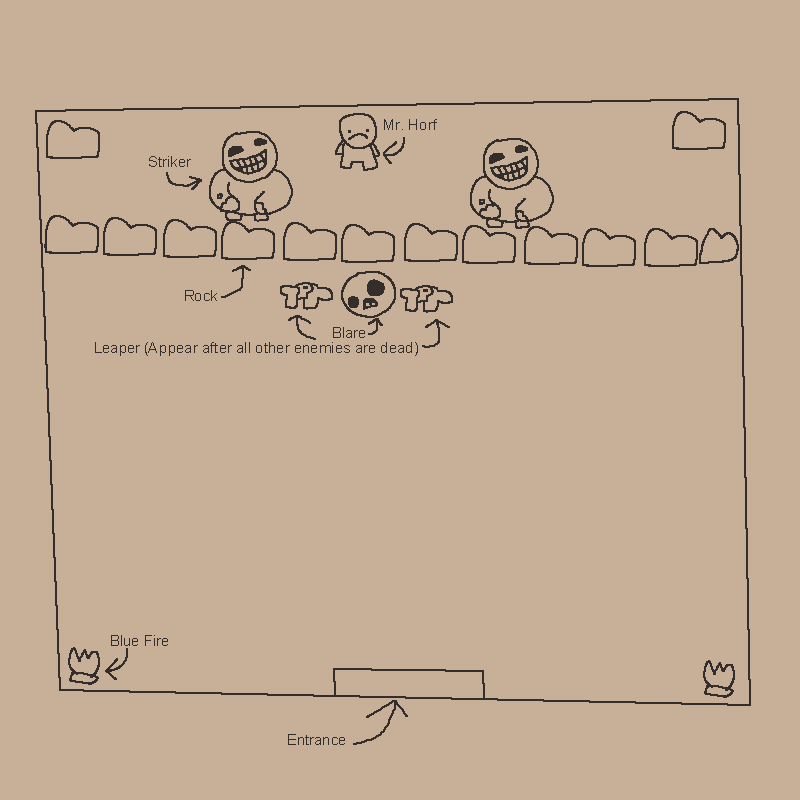 Mr. Horf
Striker
Rock
Blare
Leaper (Appear after all other enemies are dead)
Blue Fire
Entrance